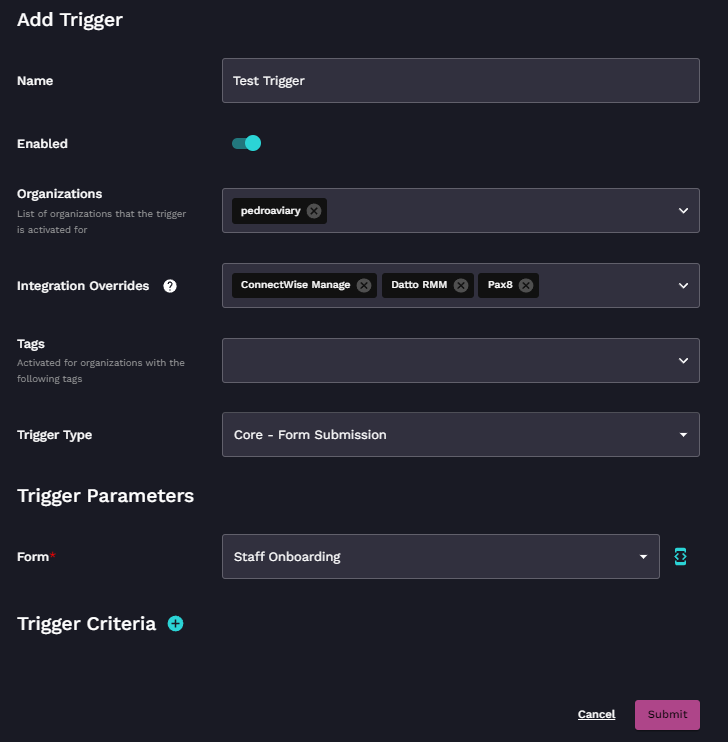 Add Trigger
Name
Test Trigger
Enabled
Organizations
List of organizations that the trigger
is activated for
pedroaviary
Integration Overrides ?
ConnectWise Manage Datto RMM Pax8
Tags
Activated for organizations with the
following tags
Trigger Type
Core - Form Submission
Trigger Parameters
Form*
Staff Onboarding
Trigger Criteria
Cancel Submit